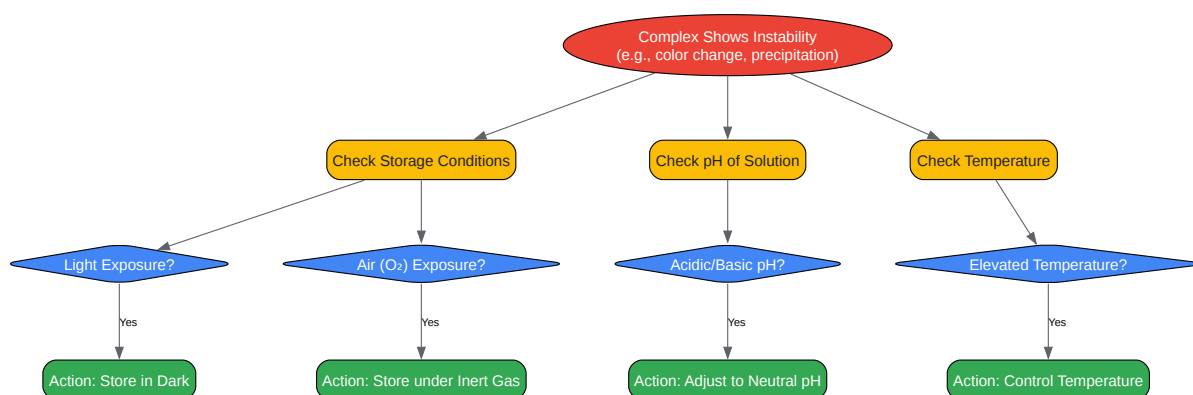 Complex Shows Instability
(e.g., color change, precipitation)
Check Storage Conditions
Check pH of Solution
Check Temperature
Light Exposure?
Air (O₂) Exposure?
Acidic/Basic pH?
Elevated Temperature?
Yes
Yes
Yes
Yes
Action: Store in Dark
Action: Store under Inert Gas
Action: Adjust to Neutral pH
Action: Control Temperature